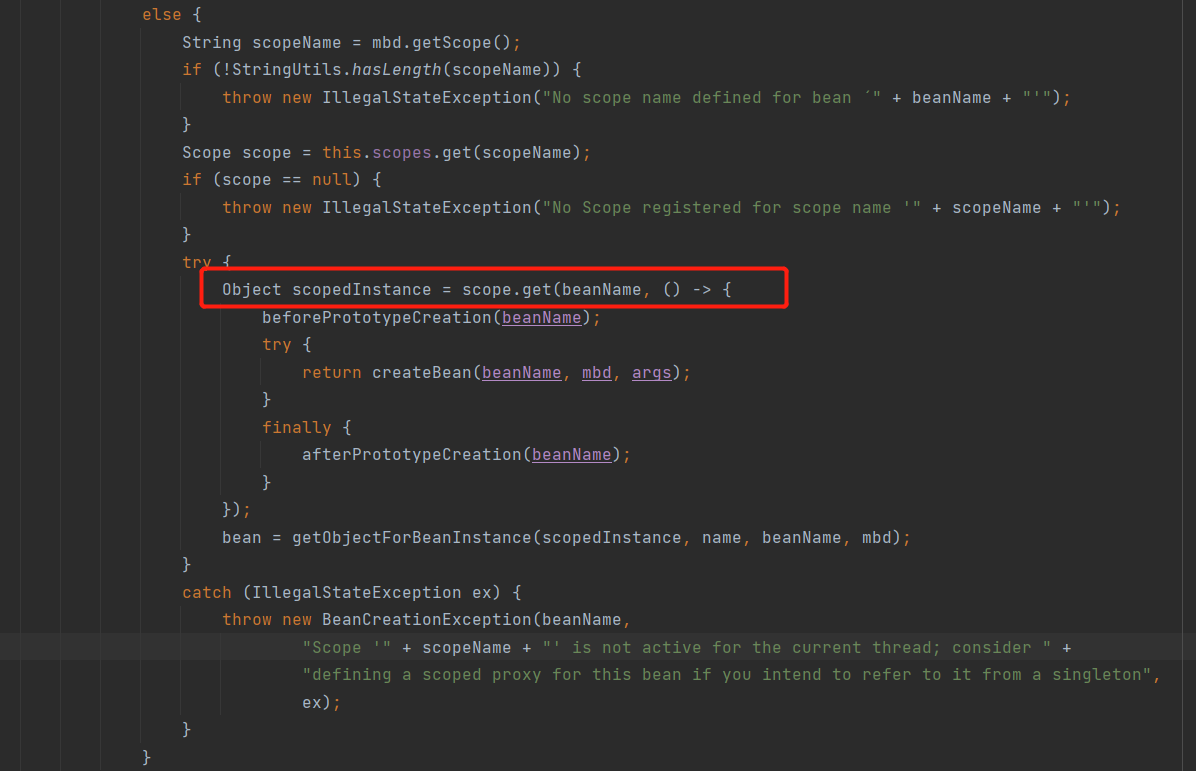 else {
String scopeName = mbd.getScope();
if (!StringUtils.hasLength(scopeName)) {
throw new IllegalStateException("No scope name defined for bean ´" + beanName + "'");
}
Scope scope = this.scopes.get(scopeName);
if (scope == null) {
throw new IllegalStateException("No Scope registered for scope name '" + scopeName + "'");
}
try {
Object scopedInstance = scope.get(beanName, () -> {
beforePrototypeCreation(beanName);
try {
return createBean(beanName, mbd, args);
}
finally {
afterPrototypeCreation(beanName);
}
});
bean = getObjectForBeanInstance(scopedInstance, name, beanName, mbd);
}
catch (IllegalStateException ex) {
throw new BeanCreationException(beanName,
"Scope '" + scopeName + "' is not active for the current thread; consider " +
"defining a scoped proxy for this bean if you intend to refer to it from a singleton",
ex);
}
}